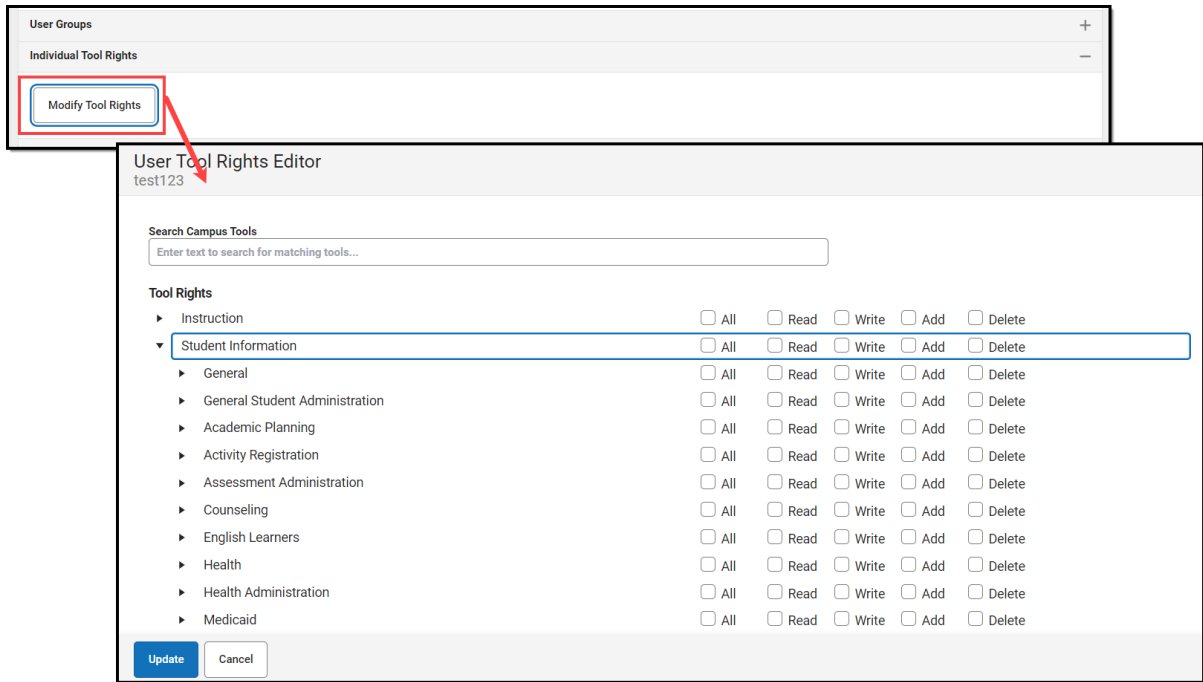 User Groups
Individual Tool Rights
Modify Tool Rights
User Tool Rights Editor
test123
Search Campus Tools
Enter text to search for matching tools...
Tool Rights
Instruction All Read Write Add Delete
Student Information All Read Write Add Delete
General All Read Write Add Delete
General Student Administration All Read Write Add Delete
Academic Planning All Read Write Add Delete
Activity Registration All Read Write Add Delete
Assessment Administration All Read Write Add Delete
Counseling All Read Write Add Delete
English Learners All Read Write Add Delete
Health All Read Write Add Delete
Health Administration All Read Write Add Delete
Medicaid All Read Write Add Delete
Update Cancel